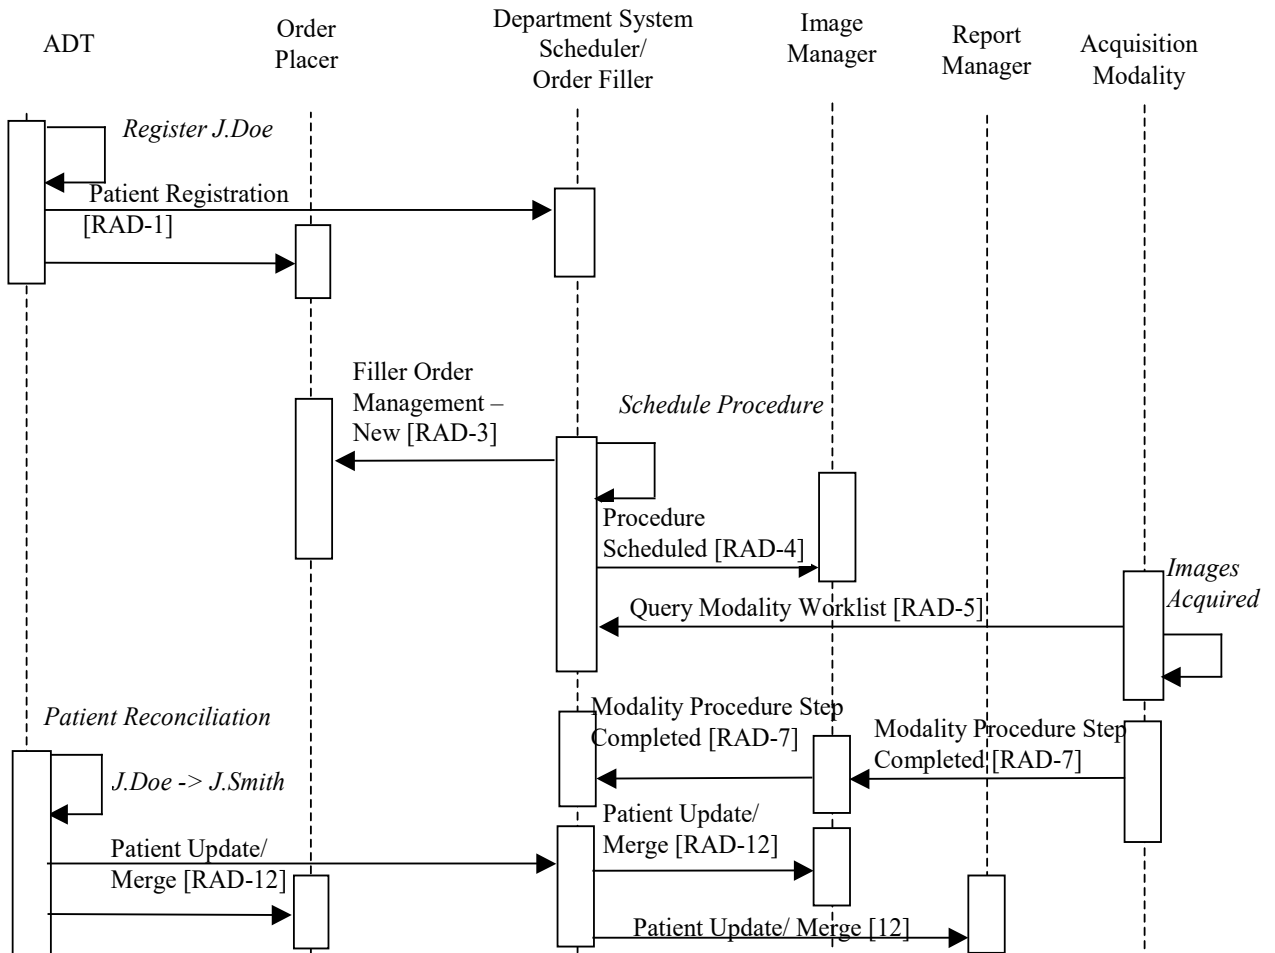 ADT
Order
Placer
Department System
Scheduler/
Order Filler
Image
Manager
Report
Manager
Acquisition
Modality
Register J.Doe
Patient Registration
[RAD-1]
Filler Order
Management –
New [RAD-3]
Schedule Procedure
Procedure
Scheduled [RAD-4]
Images
Acquired
Query Modality Worklist [RAD-5]
Modality Procedure Step
Completed [RAD-7]
Modality Procedure Step
Completed [RAD-7]
Patient Reconciliation
J.Doe -> J.Smith
Patient Update/
Merge [RAD-12]
Patient Update/
Merge [RAD-12]
Patient Update/ Merge [12]